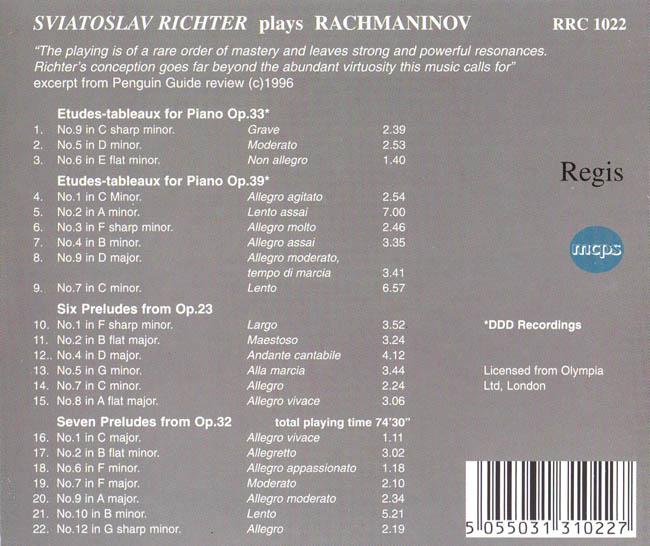 SVIATOSLAV RICHTER plays RACHMANINOV RRC 1022
“The playing is of a rare order of mastery and leaves strong and powerful resonances.
Richter's conception goes far beyond the abundant virtuosity this music calls for”
excerpt from Penguin Guide review (c)1996
Etudes-tableaux for Piano Op.33*
1. No.9 in C sharp minor. Grave 2.39
2. No.5 in D minor. Moderato 2.53
3. No.6 in E flat minor. Non allegro 1.40
Etudes-tableaux for Piano Op.39*
4. No.1 in C Minor. Allegro agitato 2.54
5. No.2 in A minor. Lento assai 7.00
6. No.3 in F sharp minor. Allegro molto 2.46
7. No.4 in B minor. Allegro assai 3.35
8. No.9 in D major. Allegro moderato,
tempo di marcia 3.41
9. No.7 in C minor. Lento 6.57
Six Preludes from Op.23
10. No.1 in F sharp minor. Largo 3.52
11. No.2 in B flat major. Maestoso 3.24
12.. No.4 in D major. Andante cantabile 4.12
13. No.5 in G minor. Alla marcia 3.44
14. No.7 in C minor. Allegro 2.24
15. No.8 in A flat major. Allegro vivace 3.06
Seven Preludes from Op.32 total playing time 74'30”
16. No.1 in C major. Allegro vivace 1.11
17. No.2 in B flat minor. Allegretto 3.02
18. No.6 in F minor. Allegro appassionato 1.18
19. No.7 in F major. Moderato 2.10
20. No.9 in A major. Allegro moderato 2.34
21. No.10 in B minor. Lento 5.21
22. No.12 in G sharp minor. Allegro 2.19
Regis
mcps
*DDD Recordings
Licensed from Olympia
Ltd, London
5 055031 310227